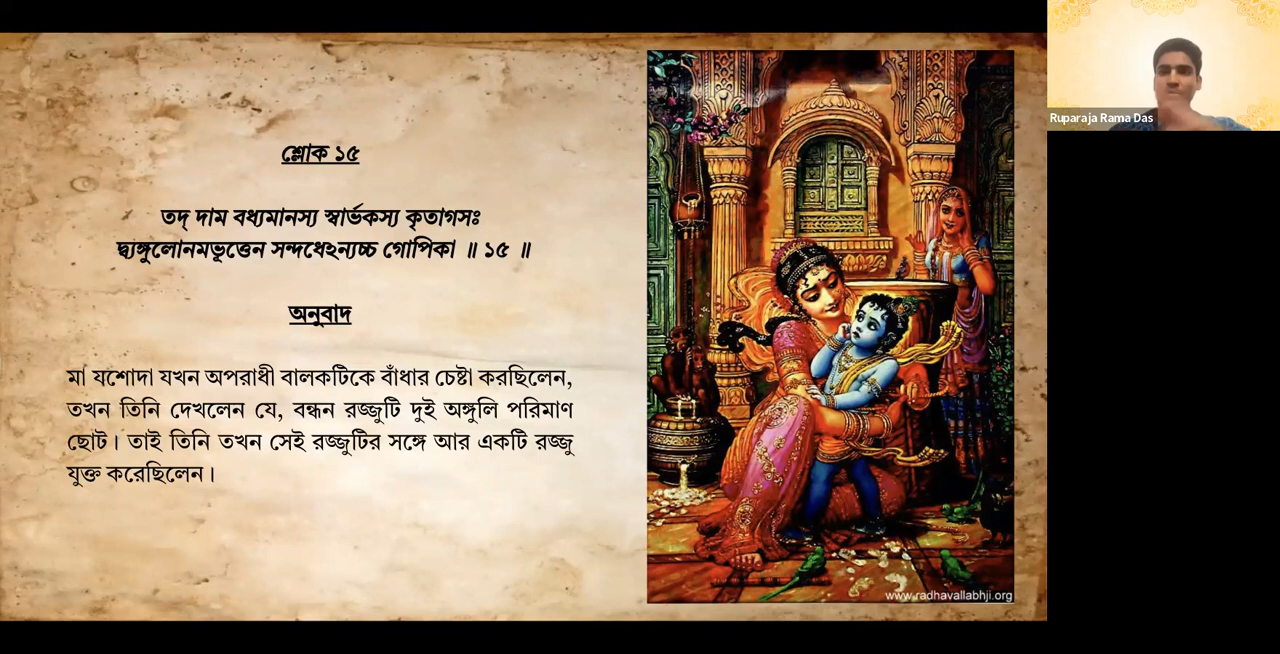 শ্লোক ১৫
তদ্ দাম বধ্যমানস্য স্বার্ভকস্য কৃতাগসঃ
দ্ব্যঙ্গুলোনমভূত্তেন সন্দধেঽন্যচ্চ গোপিকা ॥ ১৫ ॥
অনুবাদ
মা যশোদা যখন অপরাধী বালকটিকে বাঁধার চেষ্টা করছিলেন,
তখন তিনি দেখলেন যে, বন্ধন রজ্জুটি দুই অঙ্গুলি পরিমাণ
ছোট। তাই তিনি তখন সেই রজ্জুটির সঙ্গে আর একটি রজ্জু
যুক্ত করেছিলেন।
www.radhavallabhji.org
Ruparaja Rama Das